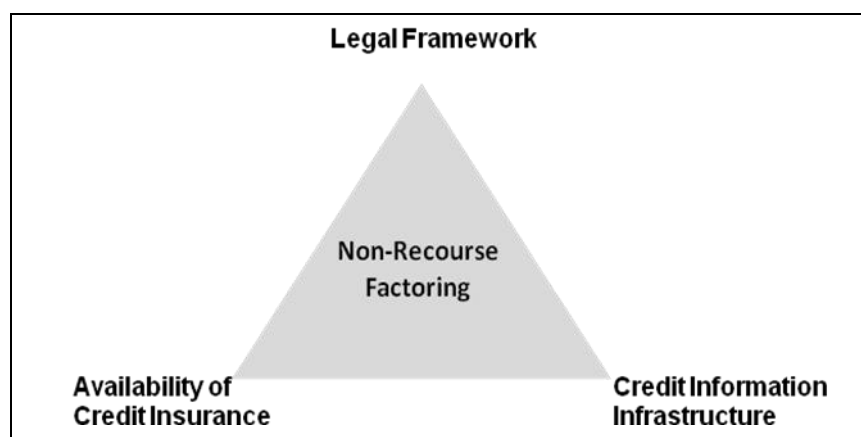 Legal Framework
Non-Recourse
Factoring
Availability of
Credit Insurance
Credit Information
Infrastructure